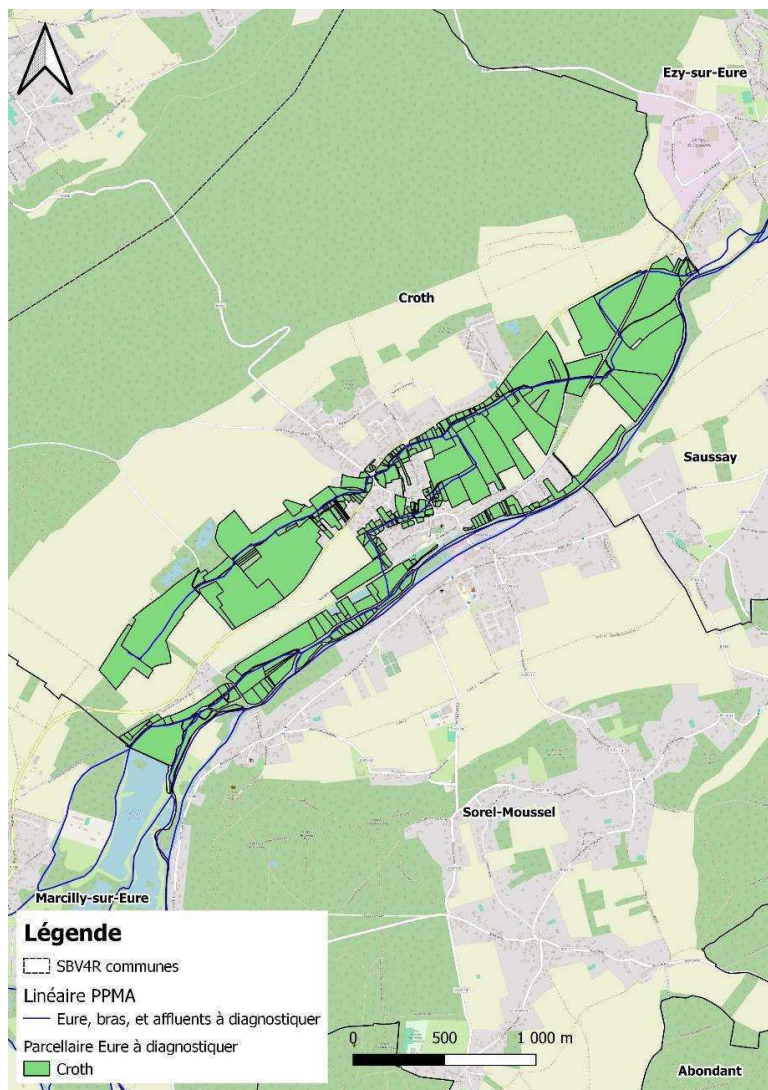 Ezy-sur-Eure
Croth
Saussay
Sorel-Moussel
Marcilly-sur-Eure
Légende
SBV4R communes
Linéaire PPMA
Eure, bras, et affluents à diagnostiquer
Parcellaire Eure à diagnostiquer
Croth
0 500 1 000 m
Abondant